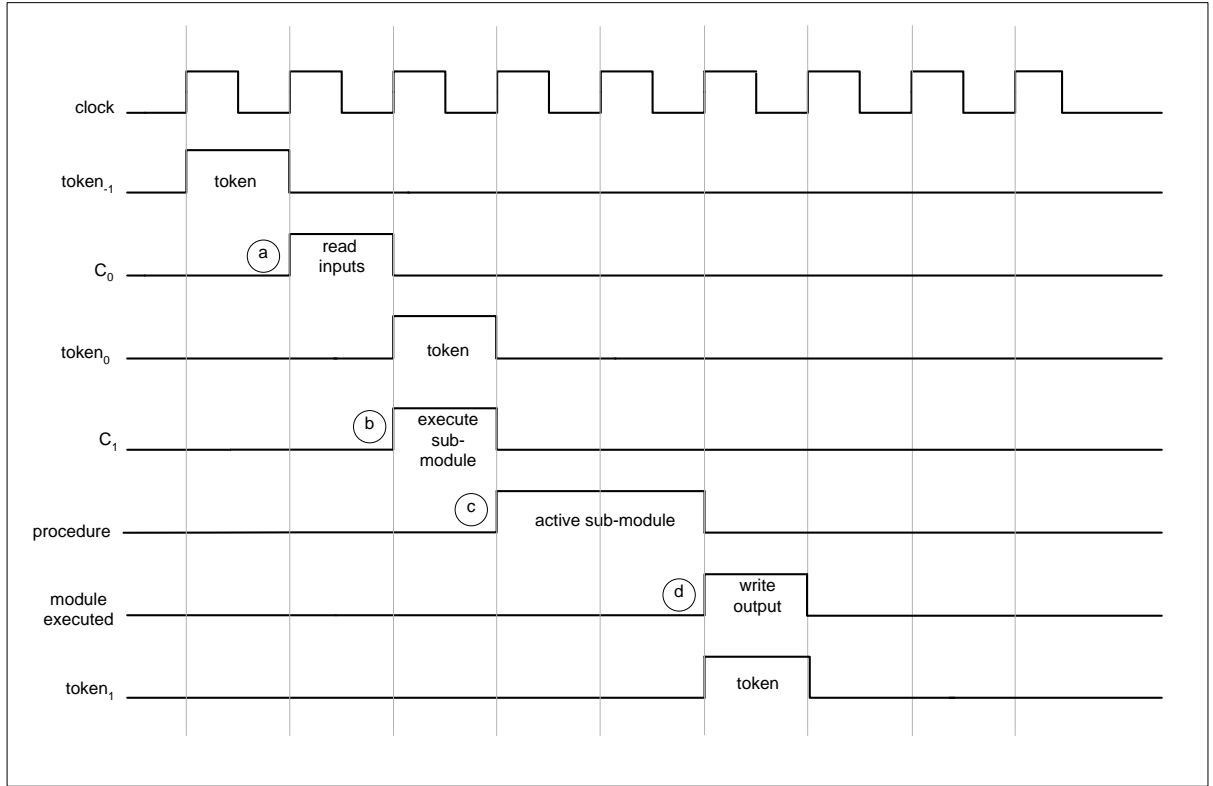 clock
token-1
token
a
read
inputs
C0
token0
token
b
execute
sub-
module
C1
c
active sub-module
procedure
d
write
output
module
executed
token1
token